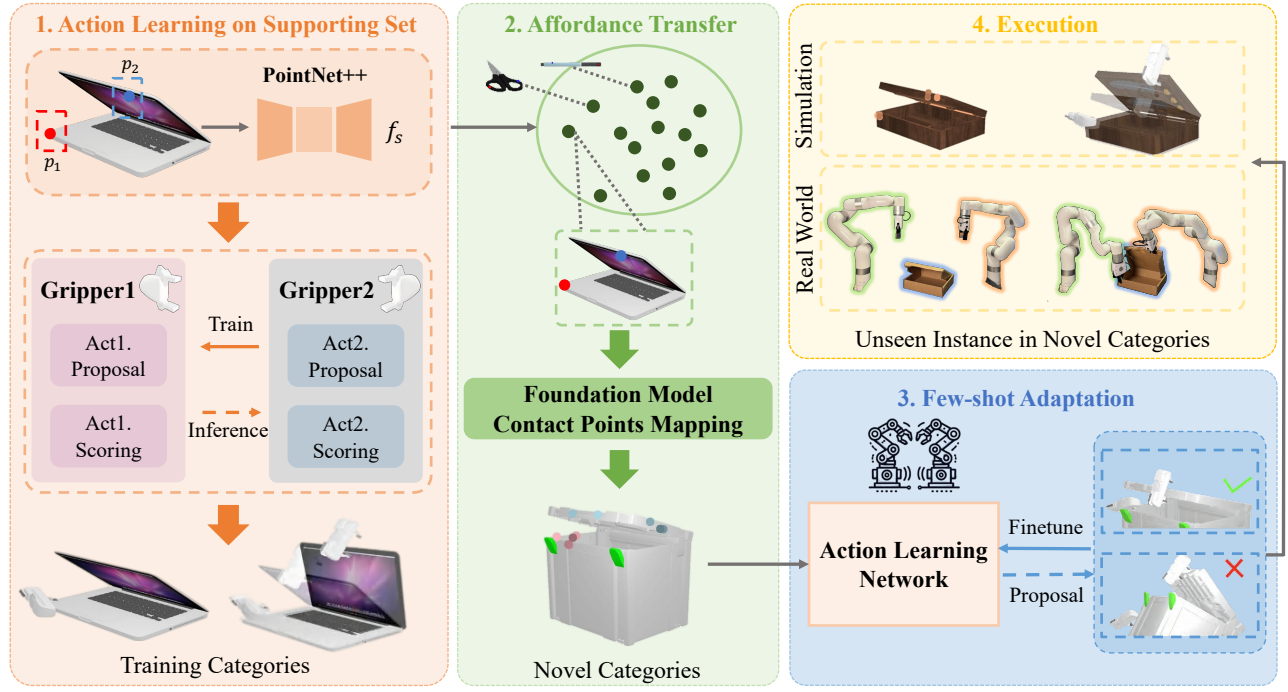 1. Action Learning on Supporting Set
p₂
p₁
PointNet++
fₛ
Gripper1
Gripper2
Train
Act1.
Proposal
Act2.
Proposal
Inference
Act1.
Scoring
Act2.
Scoring
Training Categories
2. Affordance Transfer
Foundation Model
Contact Points Mapping
Novel Categories
4. Execution
Simulation
Real World
Unseen Instance in Novel Categories
3. Few-shot Adaptation
Action Learning
Network
Finetune
Proposal